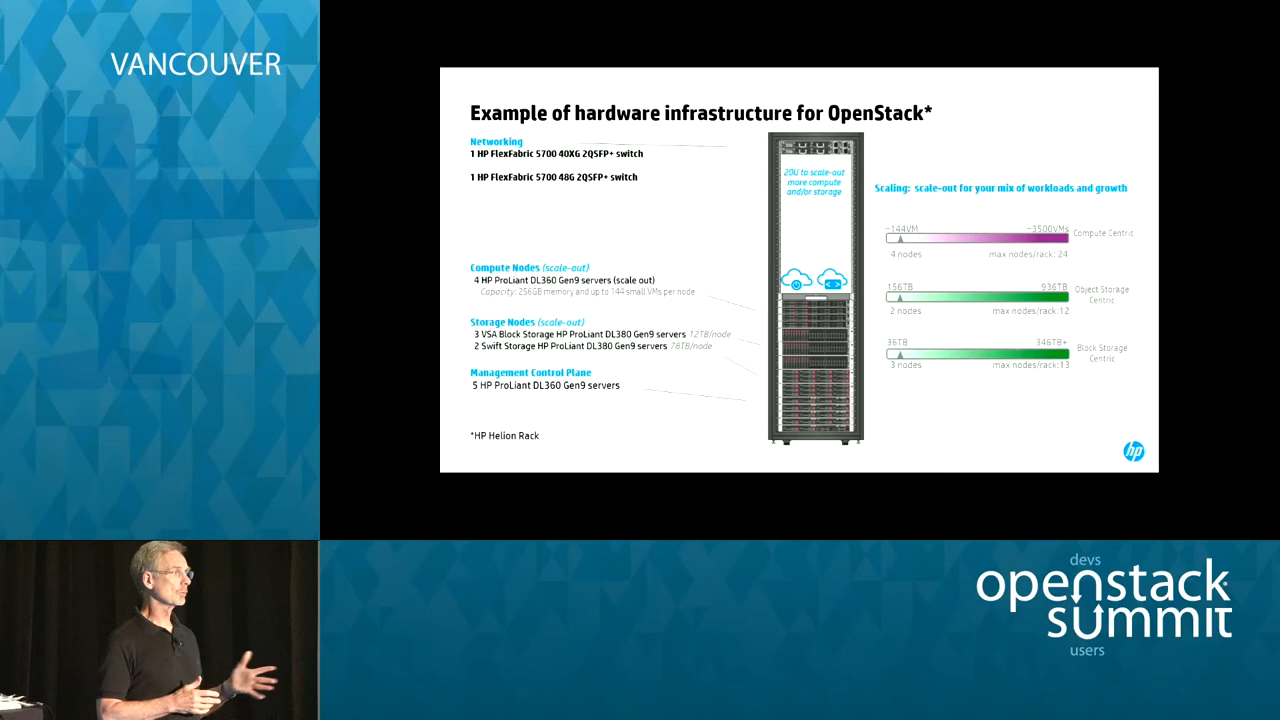 VANCOUVER
Example of hardware infrastructure for OpenStack*
Networking
1 HP FlexFabric 5700 40XG 2QSFP+ switch
1 HP FlexFabric 5700 48G 2QSFP+ switch
Compute Nodes (scale-out)
4 HP ProLiant DL360 Gen9 servers (scale out)
Capacity: 256GB memory and up to 144 small VMs per node
Storage Nodes (scale-out)
3 VSA Block Storage HP ProLiant DL380 Gen9 servers 12TB/node
2 Swift Storage HP ProLiant DL380 Gen9 servers 78TB/node
Management Control Plane
5 HP ProLiant DL360 Gen9 servers
*HP Helion Rack
20U to scale-out
more compute
and/or storage
Scaling: scale-out for your mix of workloads and growth
~144VM ~3500VMs
Compute Centric
4 nodes max nodes/rack: 24
156TB 936TB
Object Storage
Centric
2 nodes max nodes/rack:12
36TB 346TB+
Block Storage
Centric
3 nodes max nodes/rack:13
hp
devs
openstack
summit
users